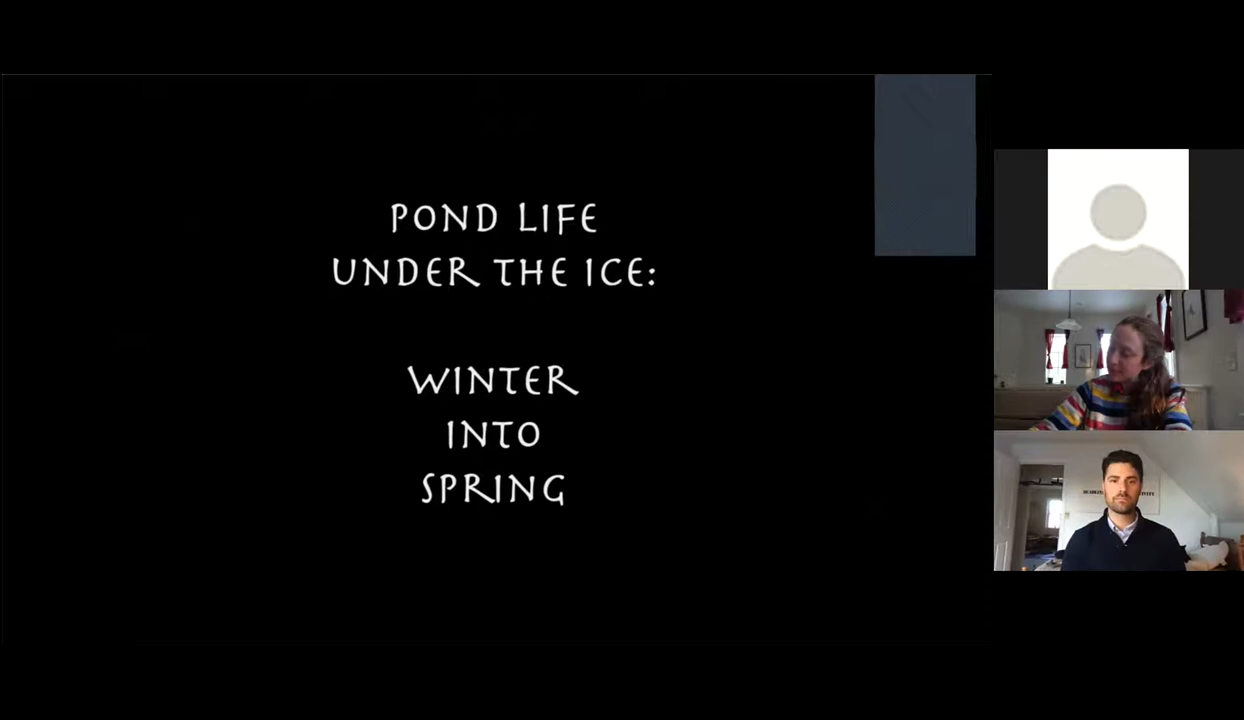 POND LIFE
UNDER THE ICE:
WINTER
INTO
SPRING